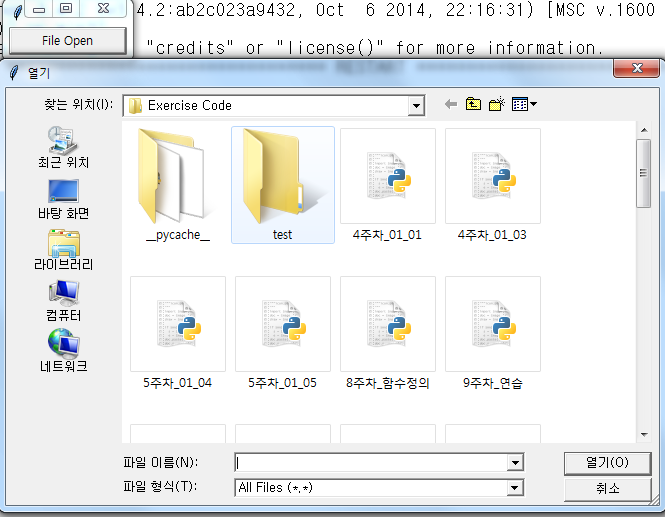 4.2:ab2c023a9432, Oct  6 2014, 22:16:31) [MSC v.1600
File Open
"credits" or "license()" for more information.
RESTART
열기
찾는 위치(I): Exercise Code
최근 위치
바탕 화면
라이브러리
컴퓨터
네트워크
__pycache__ test 4주차_01_01 4주차_01_03
5주차_01_04 5주차_01_05 8주차_함수정의 9주차_연습
파일 이름(N): 열기(O)
파일 형식(T): All Files (*.*) 취소